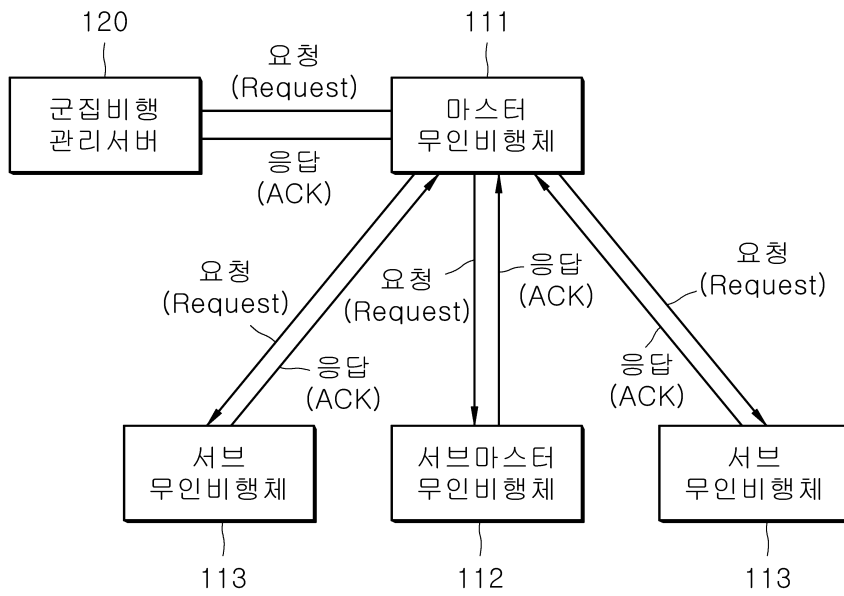 120
111
요청
(Request)
군집비행
관리서버
마스터
무인비행체
응답
(ACK)
요청
(Request)
요청
(Request)
응답
(ACK)
요청
(Request)
응답
(ACK)
응답
(ACK)
서브
무인비행체
서브마스터
무인비행체
서브
무인비행체
113
112
113